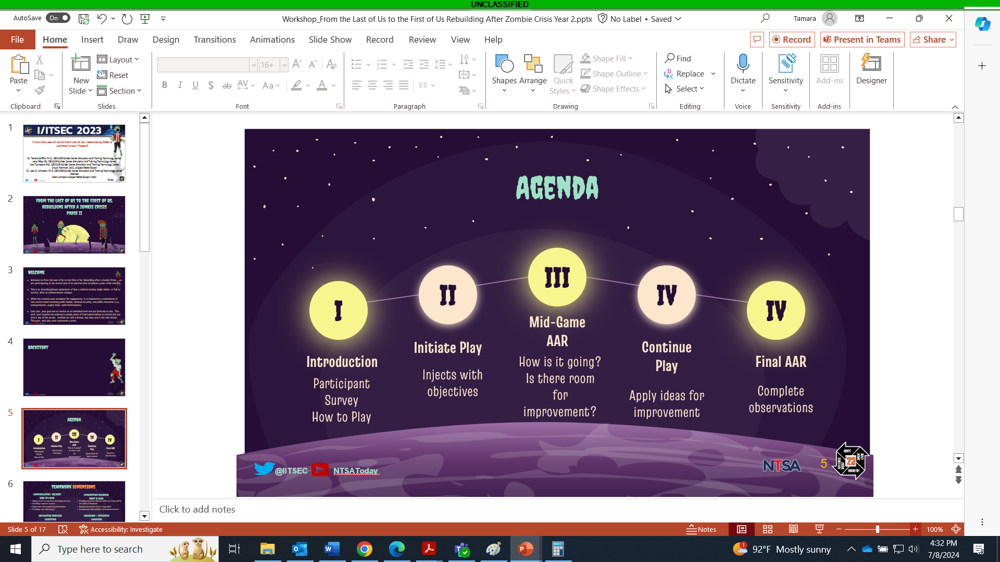 UNCLASSIFIED
AutoSave On
Workshop_From the Last of Us to the First of Us Rebuilding After Zombie Crisis Year 2.pptx
No Label • Saved
Tamara
File Home Insert Draw Design Transitions Animations Slide Show Record Review View Help
Record
Present in Teams
Share
Paste
Clipboard
New Slide
Layout
Reset
Section
Slides
16+
Font
Paragraph
Shapes
Arrange
Quick Styles
Shape Fill
Shape Outline
Shape Effects
Drawing
Find
Replace
Select
Editing
Dictate
Voice
Sensitivity
Sensitivity
Add-ins
Add-ins
Designer
1
I/ITSEC 2023
From the Last of Us to the First of Us: Rebuilding After a
Zombie Crisis Phase II
2
FROM THE LAST OF US TO THE FIRST OF US:
REBUILDING AFTER A ZOMBIE CRISIS
PHASE II
3
WELCOME
4
BACKSTORY
5
AGENDA
6
TEAMWORK DIMENSIONS
AGENDA
I
Introduction
Participant
Survey
How to Play
II
Initiate Play
Injects with
objectives
III
Mid-Game
AAR
How is it going?
Is there room
for
improvement?
IV
Continue
Play
Apply ideas for
improvement
IV
Final AAR
Complete
observations
@IITSEC
NTSAToday
NTSA
5
'23
INDUSTRY
Click to add notes
Slide 5 of 17
Accessibility: Investigate
Notes
100%
Type here to search
1
92°F Mostly sunny
4:32 PM
7/8/2024